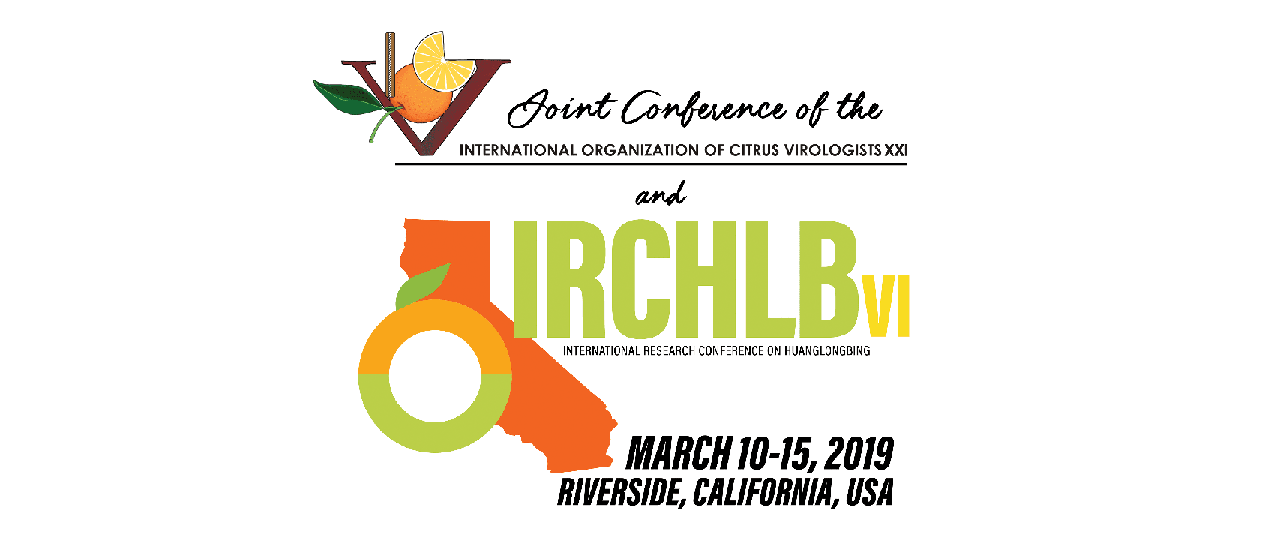 Joint Conference of the
INTERNATIONAL ORGANIZATION OF CITRUS VIROLOGISTS XXI
and
IRCHLB VI
INTERNATIONAL RESEARCH CONFERENCE ON HUANGLONGBING
MARCH 10-15, 2019
RIVERSIDE, CALIFORNIA, USA